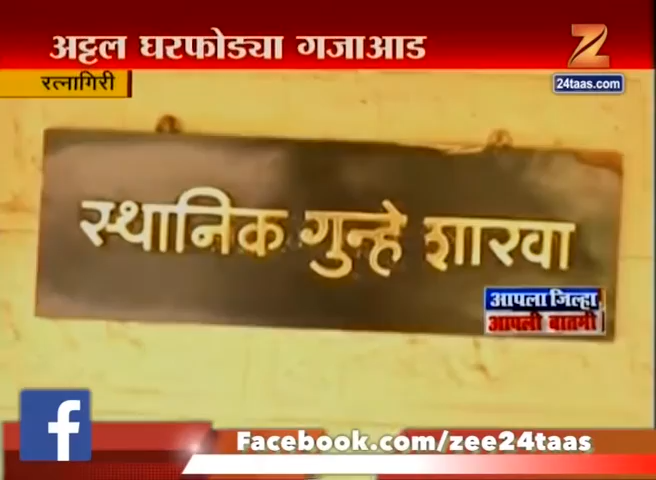 अट्टल घरफोड्या गजाआड
24taas.com
रत्नागिरी
स्थानिक गुन्हे शाखा
आपला जिल्हा
आपली बातमी
Facebook.com/zee24taas